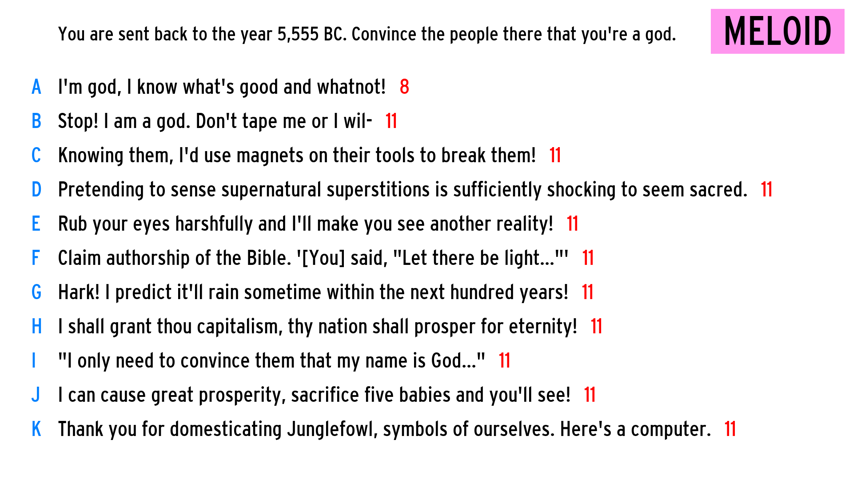 You are sent back to the year 5,555 BC. Convince the people there that you're a god.
MELOID
A I'm god, I know what's good and whatnot! 8
B Stop! I am a god. Don't tape me or I wil- 11
C Knowing them, I'd use magnets on their tools to break them! 11
D Pretending to sense supernatural superstitions is sufficiently shocking to seem sacred. 11
E Rub your eyes harshfully and I'll make you see another reality! 11
F Claim authorship of the Bible. '[You] said, "Let there be light..."' 11
G Hark! I predict it'll rain sometime within the next hundred years! 11
H I shall grant thou capitalism, thy nation shall prosper for eternity! 11
I "I only need to convince them that my name is God..." 11
J I can cause great prosperity, sacrifice five babies and you'll see! 11
K Thank you for domesticating Junglefowl, symbols of ourselves. Here's a computer. 11